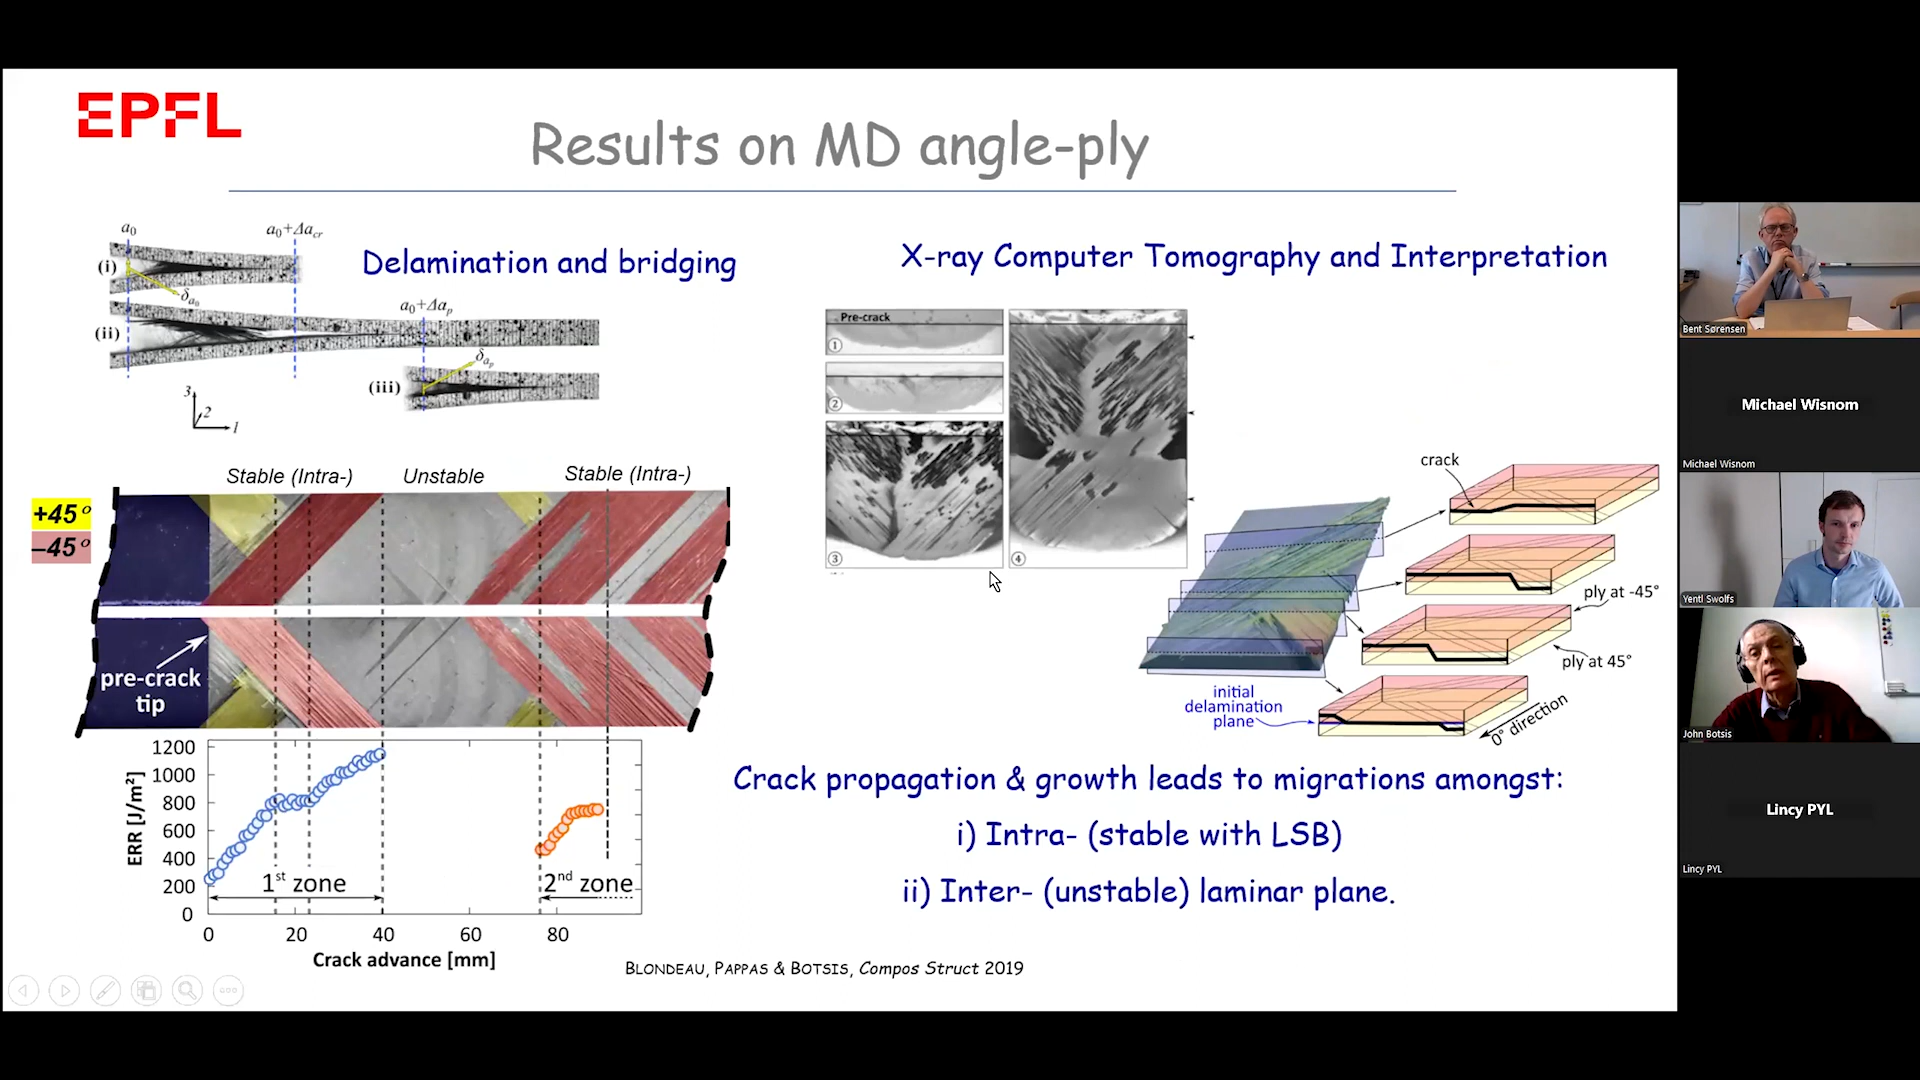 EPFL
Results on MD angle-ply
a0
a0+Δacr
(i)
δa0
Delamination and bridging
(ii)
a0+Δap
δap
(iii)
3
2
1
X-ray Computer Tomography and Interpretation
Pre-crack
1
2
3
4
crack
ply at -45°
ply at 45°
initial
delamination
plane
0° direction
Stable (Intra-)
Unstable
Stable (Intra-)
+45°
–45°
pre-crack
tip
1200
1000
800
600
400
200
0
ERR [J/m²]
1st zone
2nd zone
0
20
40
60
80
Crack advance [mm]
Crack propagation & growth leads to migrations amongst:
i) Intra- (stable with LSB)
ii) Inter- (unstable) laminar plane.
BLONDEAU, PAPPAS & BOTSIS, Compos Struct 2019
Bent Sørensen
Michael Wisnom
Michael Wisnom
Yentl Swolfs
John Botsis
Lincy PYL
Lincy PYL